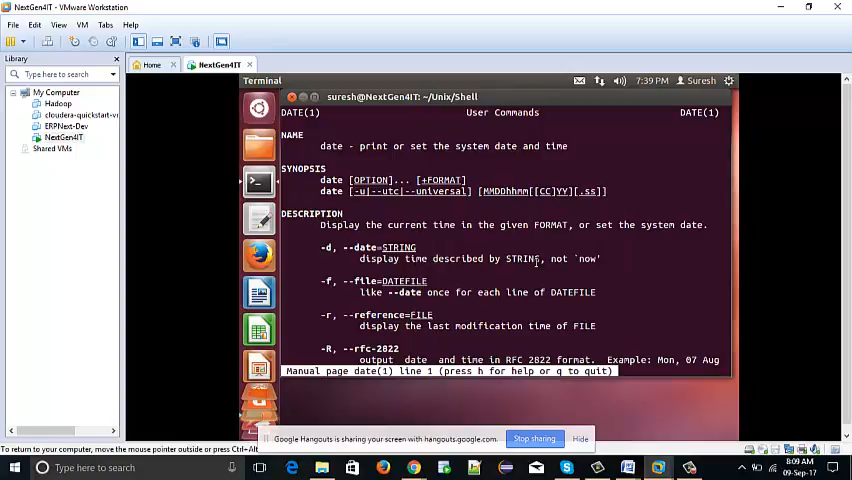 NextGen4IT - VMware Workstation
File Edit View VM Tabs Help
Library
Type here to search
My Computer
Hadoop
cloudera-quickstart-vr
ERPNext-Dev
NextGen4IT
Shared VMs
Home NextGen4IT
Terminal 7:39 PM Suresh
suresh@NextGen4IT: ~/Unix/Shell
DATE(1) User Commands DATE(1)
NAME
date - print or set the system date and time
SYNOPSIS
date [OPTION]... [+FORMAT]
date [-u|--utc|--universal] [MMDDhhmm[[CC]YY][.ss]]
DESCRIPTION
Display the current time in the given FORMAT, or set the system date.
-d, --date=STRING
display time described by STRING, not `now'
-f, --file=DATEFILE
like --date once for each line of DATEFILE
-r, --reference=FILE
display the last modification time of FILE
-R, --rfc-2822
output date and time in RFC 2822 format. Example: Mon, 07 Aug
Manual page date(1) line 1 (press h for help or q to quit)
Google Hangouts is sharing your screen with hangouts.google.com. Stop sharing Hide
To return to your computer, move the mouse pointer outside or press Ctrl+Alt
Type here to search
8:09 AM
09-Sep-17